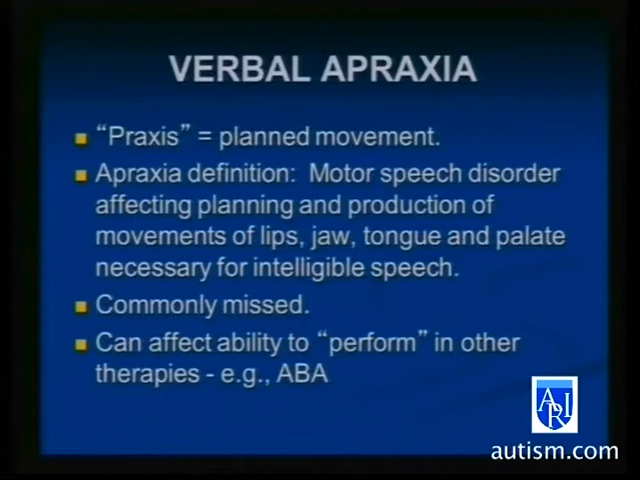 VERBAL APRAXIA
“Praxis” = planned movement.
Apraxia definition: Motor speech disorder
affecting planning and production of
movements of lips, jaw, tongue and palate
necessary for intelligible speech.
Commonly missed.
Can affect ability to “perform” in other
therapies - e.g., ABA
ARI
autism.com